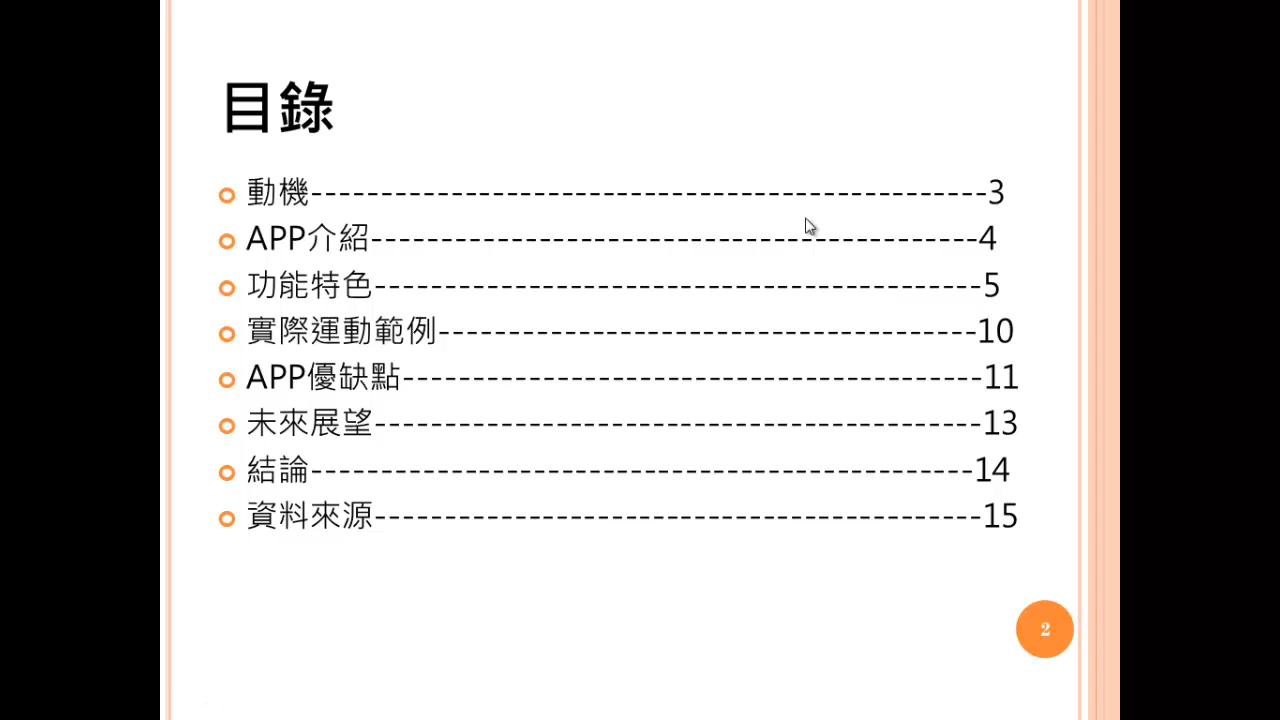 目錄
動機------------------------------------------------3
APP介紹-------------------------------------------4
功能特色-------------------------------------------5
實際運動範例--------------------------------------10
APP優缺點-----------------------------------------11
未來展望-------------------------------------------13
結論-----------------------------------------------14
資料來源-------------------------------------------15
2